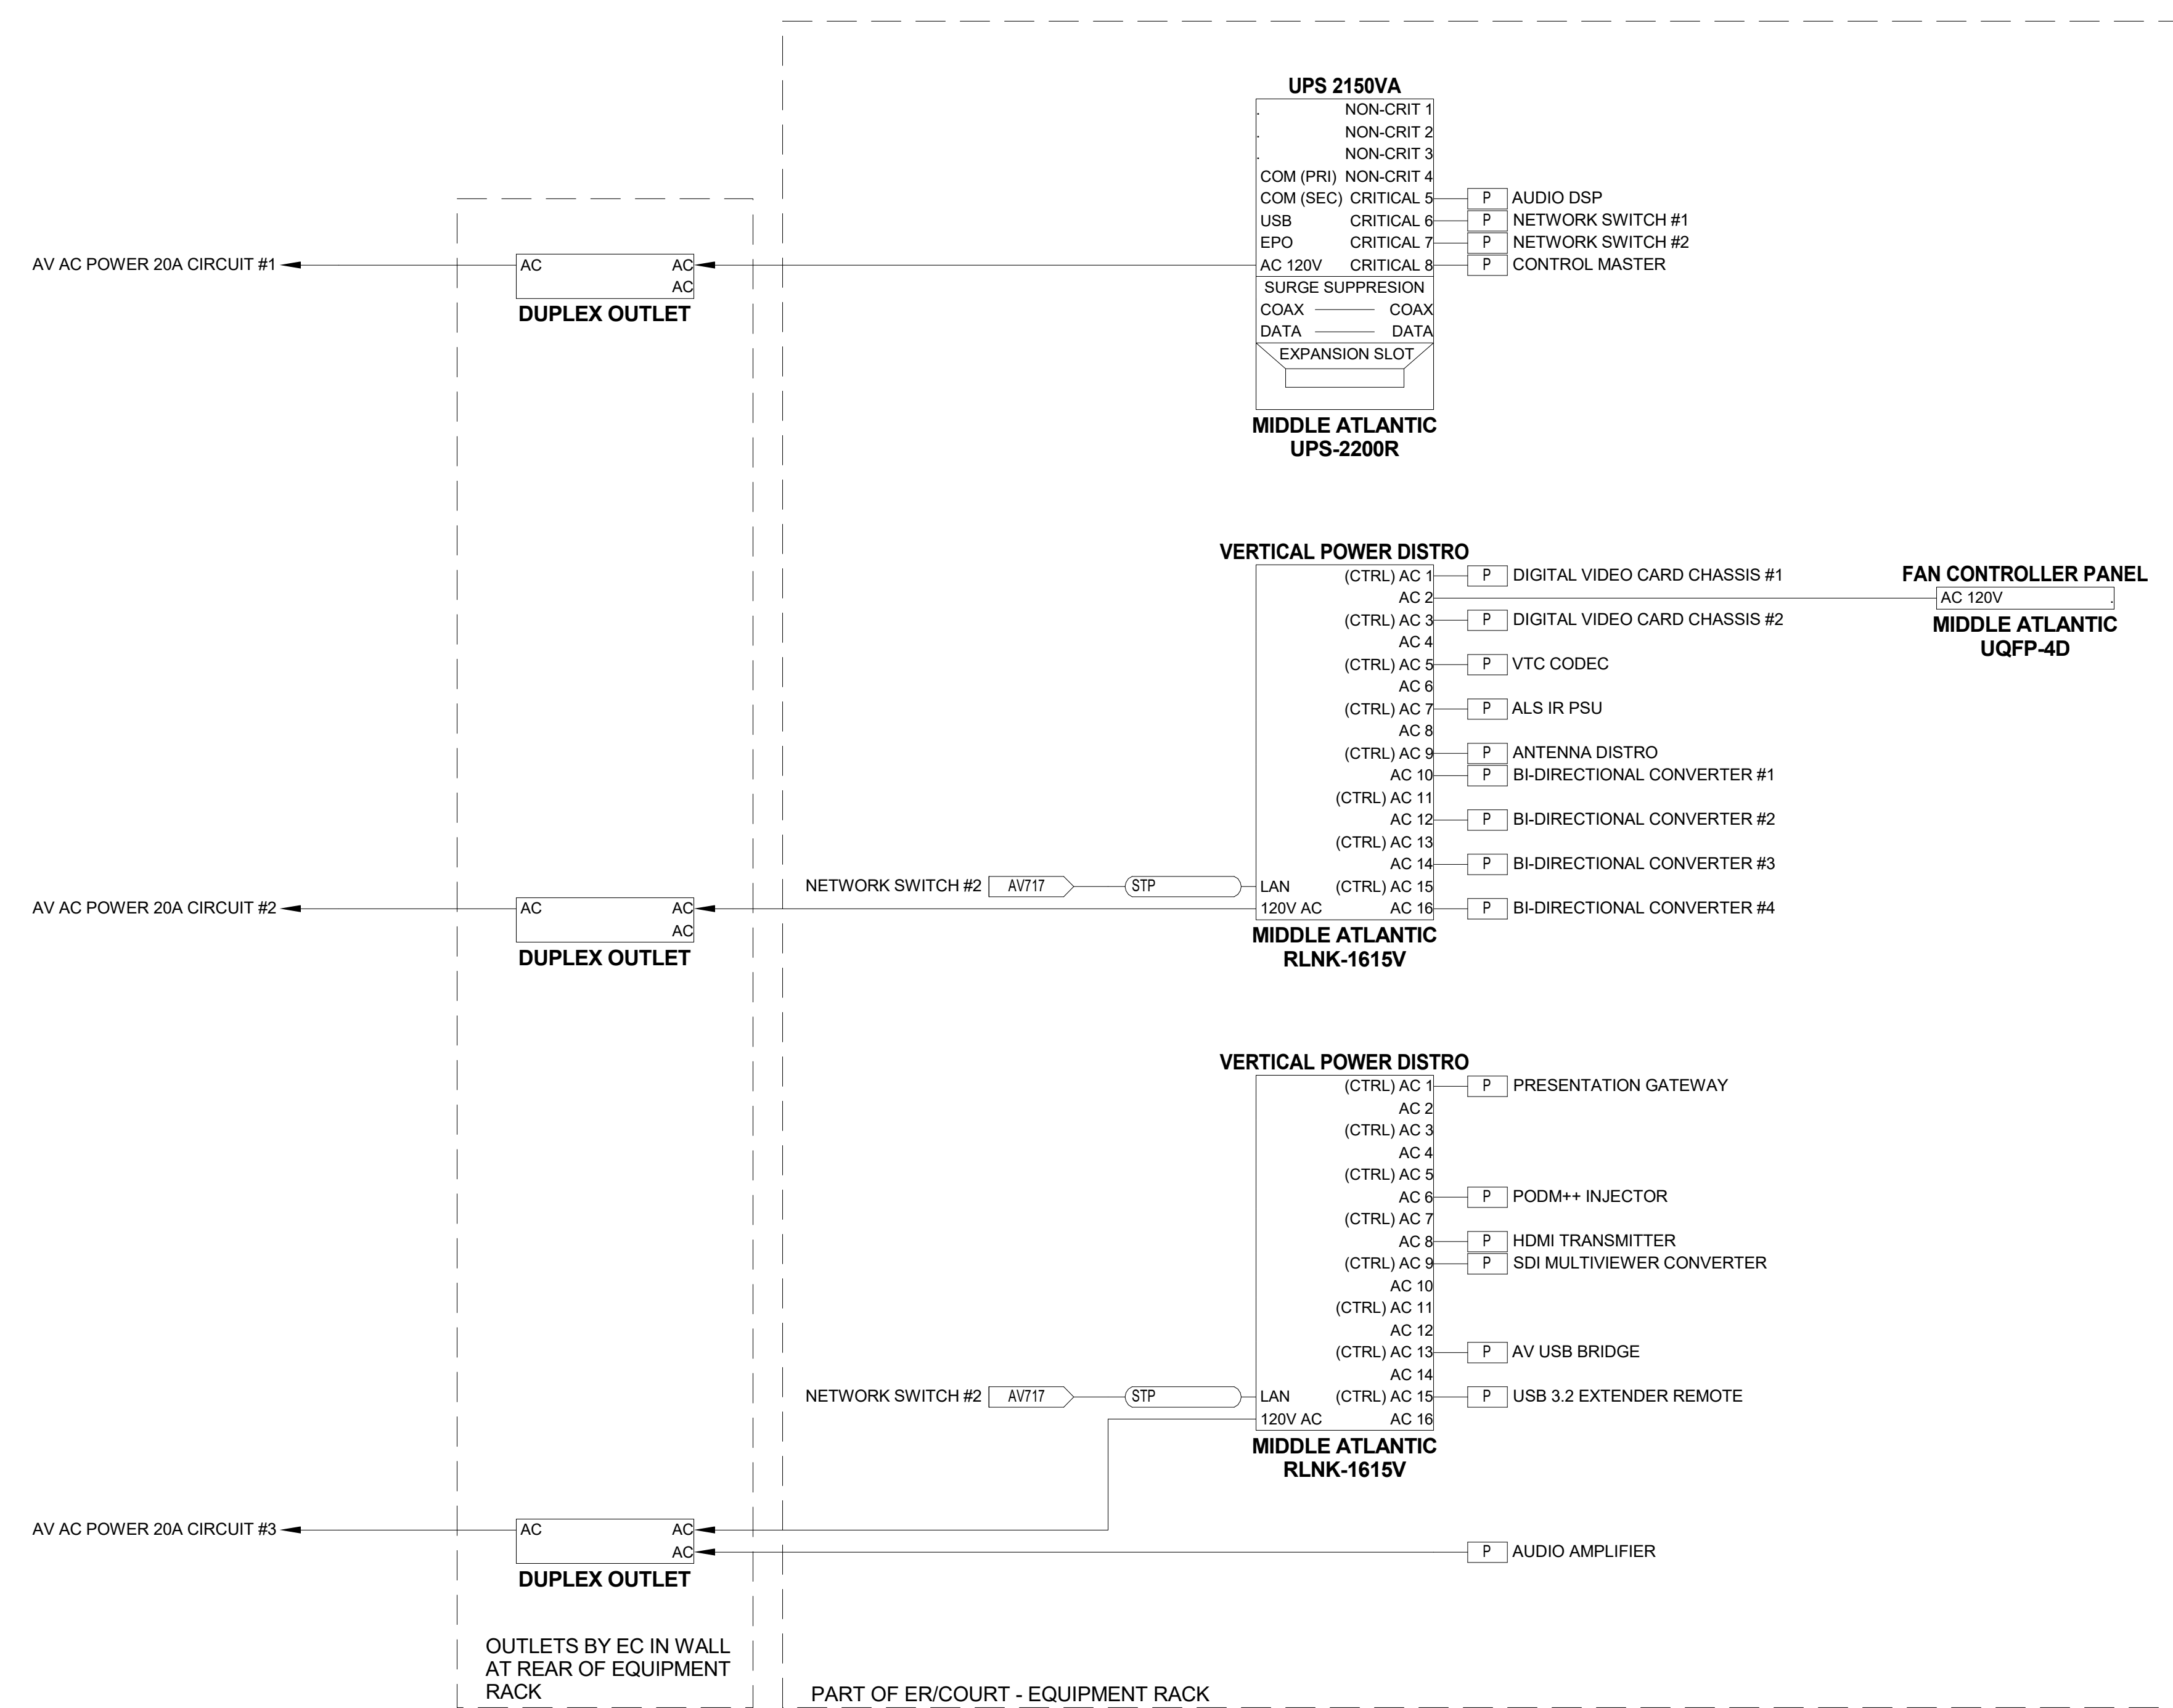 UPS 2150VA
NON-CRIT 1
NON-CRIT 2
NON-CRIT 3
COM (PRI) NON-CRIT 4
COM (SEC) CRITICAL 5 P AUDIO DSP
USB CRITICAL 6 P NETWORK SWITCH #1
EPO CRITICAL 7 P NETWORK SWITCH #2
AV AC POWER 20A CIRCUIT #1 AC AC AC 120V CRITICAL 8 P CONTROL MASTER
AC SURGE SUPPRESION
DUPLEX OUTLET COAX COAX
DATA DATA
EXPANSION SLOT
MIDDLE ATLANTIC
UPS-2200R
VERTICAL POWER DISTRO
(CTRL) AC 1 P DIGITAL VIDEO CARD CHASSIS #1 FAN CONTROLLER PANEL
AC 2 AC 120V
(CTRL) AC 3 P DIGITAL VIDEO CARD CHASSIS #2 MIDDLE ATLANTIC
AC 4 UQFP-4D
(CTRL) AC 5 P VTC CODEC
AC 6
(CTRL) AC 7 P ALS IR PSU
AC 8
(CTRL) AC 9 P ANTENNA DISTRO
AC 10 P BI-DIRECTIONAL CONVERTER #1
(CTRL) AC 11
AC 12 P BI-DIRECTIONAL CONVERTER #2
(CTRL) AC 13
AC 14 P BI-DIRECTIONAL CONVERTER #3
NETWORK SWITCH #2 AV717 STP LAN (CTRL) AC 15
AV AC POWER 20A CIRCUIT #2 AC AC 120V AC AC 16 P BI-DIRECTIONAL CONVERTER #4
AC MIDDLE ATLANTIC
DUPLEX OUTLET RLNK-1615V
VERTICAL POWER DISTRO
(CTRL) AC 1 P PRESENTATION GATEWAY
AC 2
(CTRL) AC 3
AC 4
(CTRL) AC 5
AC 6 P PODM++ INJECTOR
(CTRL) AC 7
AC 8 P HDMI TRANSMITTER
(CTRL) AC 9 P SDI MULTIVIEWER CONVERTER
AC 10
(CTRL) AC 11
AC 12
(CTRL) AC 13 P AV USB BRIDGE
AC 14
NETWORK SWITCH #2 AV717 STP LAN (CTRL) AC 15 P USB 3.2 EXTENDER REMOTE
120V AC AC 16
MIDDLE ATLANTIC
RLNK-1615V
AV AC POWER 20A CIRCUIT #3 AC AC
AC P AUDIO AMPLIFIER
DUPLEX OUTLET
OUTLETS BY EC IN WALL
AT REAR OF EQUIPMENT
RACK
PART OF ER/COURT - EQUIPMENT RACK